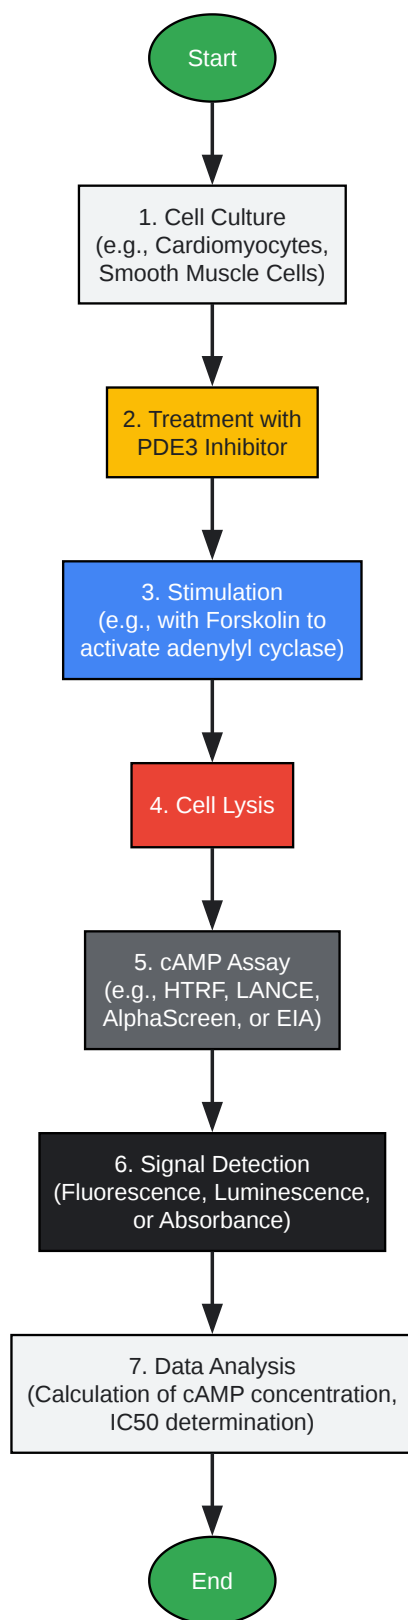 Start
1. Cell Culture
(e.g., Cardiomyocytes,
Smooth Muscle Cells)
2. Treatment with
PDE3 Inhibitor
3. Stimulation
(e.g., with Forskolin to
activate adenylyl cyclase)
4. Cell Lysis
5. cAMP Assay
(e.g., HTRF, LANCE,
AlphaScreen, or EIA)
6. Signal Detection
(Fluorescence, Luminescence,
or Absorbance)
7. Data Analysis
(Calculation of cAMP concentration,
IC50 determination)
End